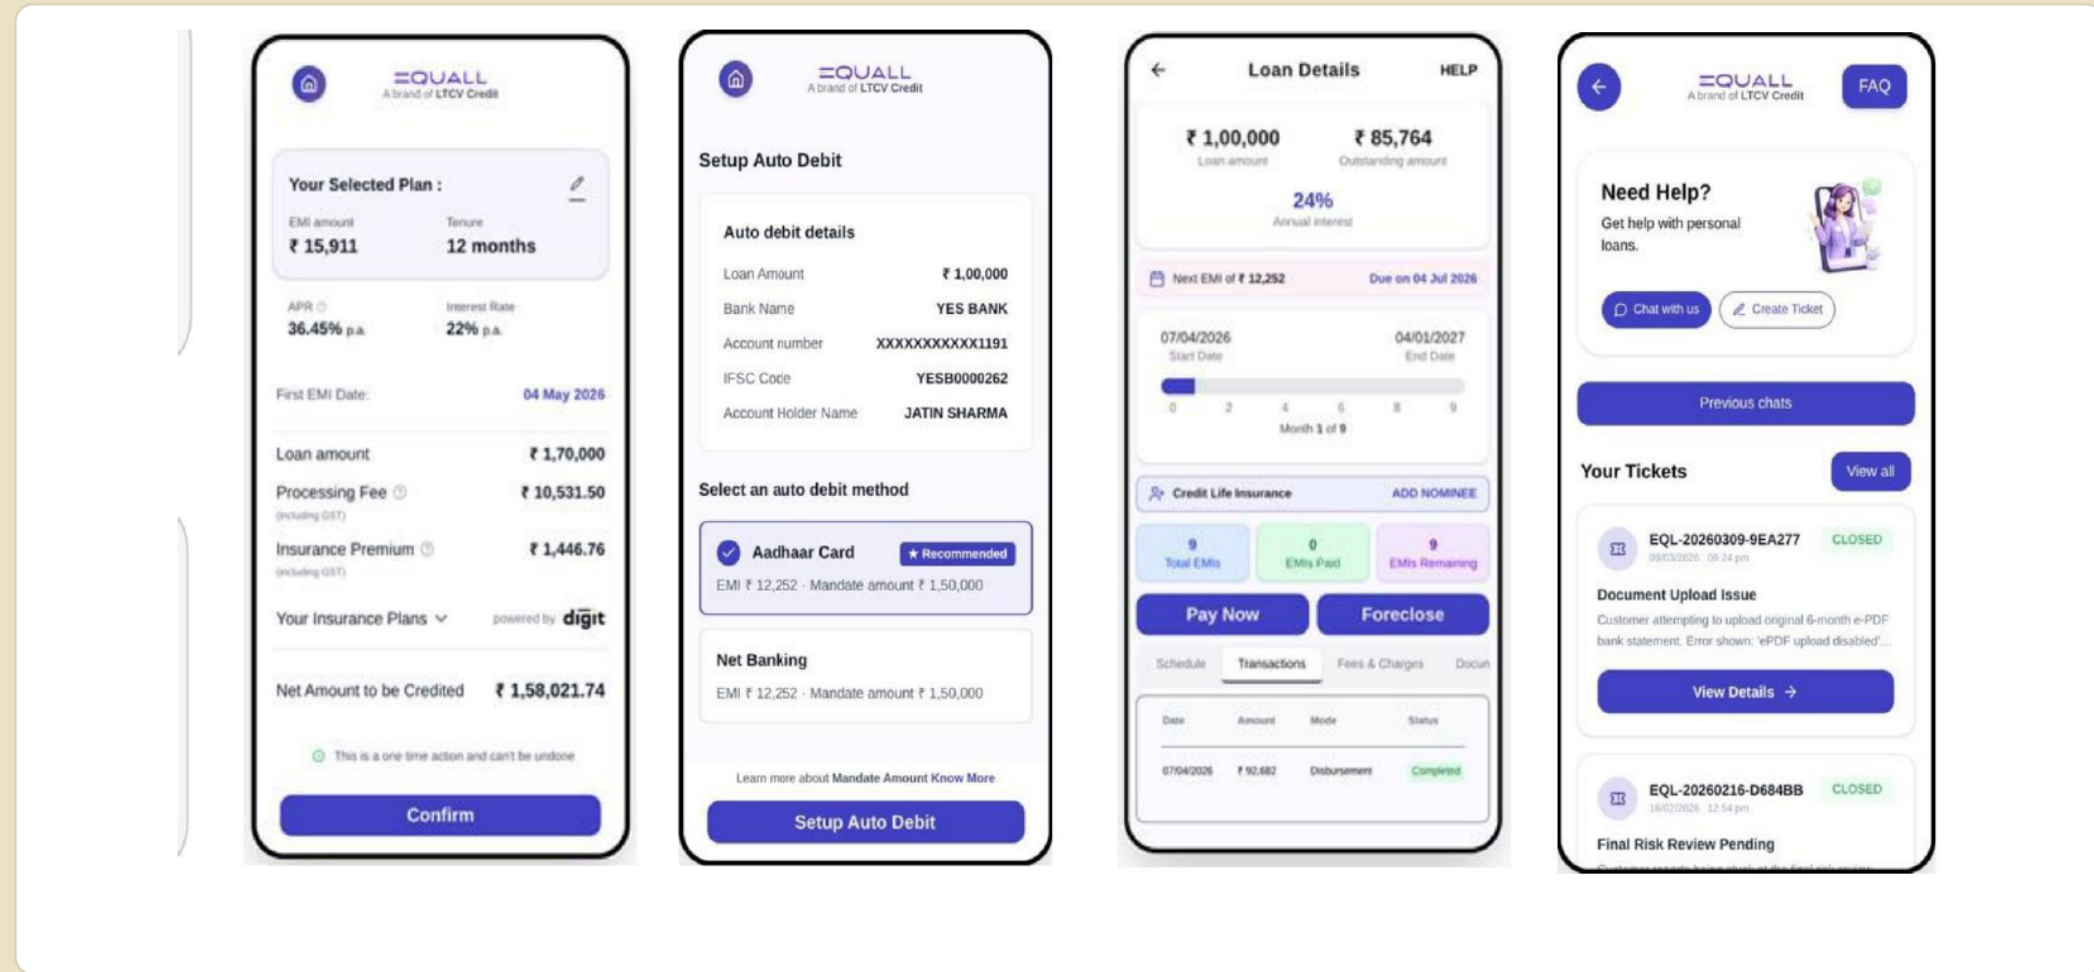 EQUALL
A brand of LTCV Credit
Your Selected Plan :
EMI amount Tenure
₹ 15,911 12 months
APR Interest Rate
36.45% p.a. 22% p.a.
First EMI Date: 04 May 2026
Loan amount ₹ 1,70,000
Processing Fee ₹ 10,531.50
(including GST)
Insurance Premium ₹ 1,446.76
(including GST)
Your Insurance Plans powered by digit
Net Amount to be Credited ₹ 1,58,021.74
This is a one time action and can't be undone
Confirm
EQUALL
A brand of LTCV Credit
Setup Auto Debit
Auto debit details
Loan Amount ₹ 1,00,000
Bank Name YES BANK
Account number XXXXXXXXXXX1191
IFSC Code YESB0000262
Account Holder Name JATIN SHARMA
Select an auto debit method
Aadhaar Card ★ Recommended
EMI ₹ 12,252 · Mandate amount ₹ 1,50,000
Net Banking
EMI ₹ 12,252 · Mandate amount ₹ 1,50,000
Learn more about Mandate Amount Know More
Setup Auto Debit
Loan Details HELP
₹ 1,00,000 ₹ 85,764
Loan amount Outstanding amount
24%
Annual interest
Next EMI of ₹ 12,252 Due on 04 Jul 2026
07/04/2026 04/01/2027
Start Date End Date
0 2 4 6 8 9
Month 1 of 9
Credit Life Insurance ADD NOMINEE
9 0 9
Total EMIs EMIs Paid EMIs Remaining
Pay Now Foreclose
Schedule Transactions Fees & Charges Docun
Date Amount Mode Status
07/04/2026 ₹ 92,682 Disbursement Completed
EQUALL
A brand of LTCV Credit
FAQ
Need Help?
Get help with personal
loans.
Chat with us Create Ticket
Previous chats
Your Tickets View all
EQL-20260309-9EA277 CLOSED
09/03/2026 06:24 pm
Document Upload Issue
Customer attempting to upload original 6-month e-PDF
bank statement. Error shown: 'ePDF upload disabled'...
View Details →
EQL-20260216-D684BB CLOSED
16/02/2026 12:54 pm
Final Risk Review Pending